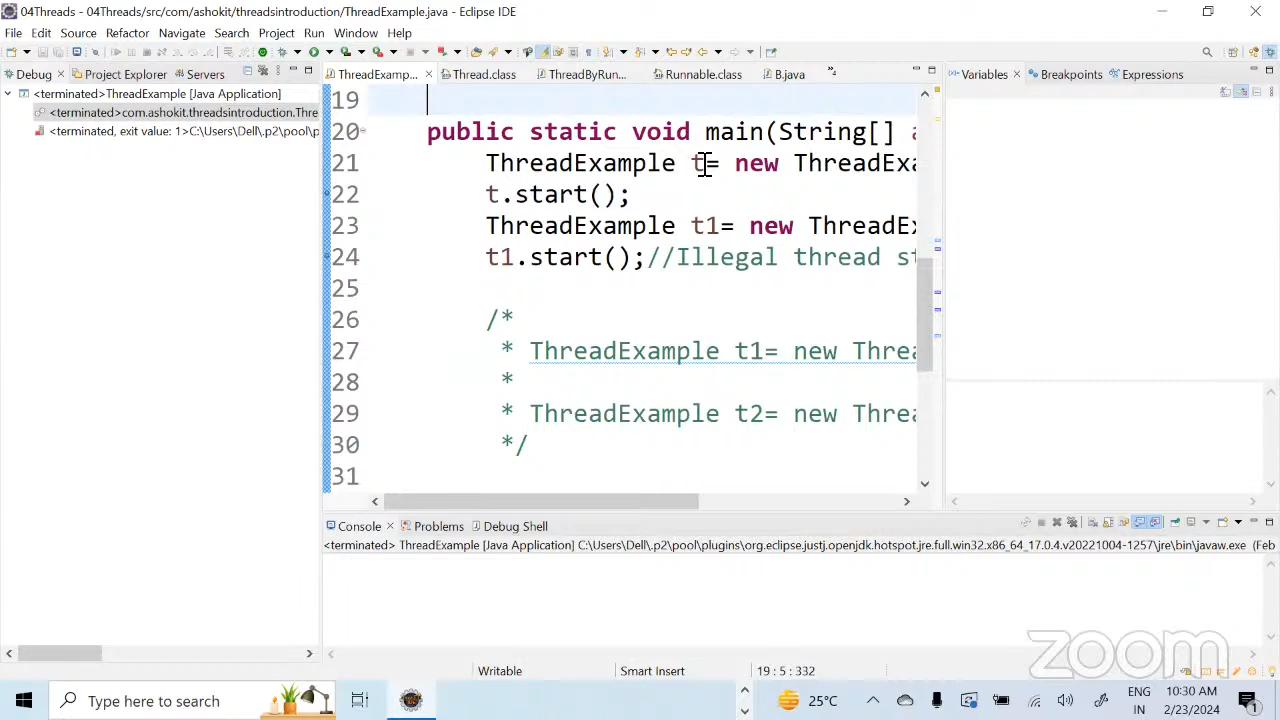 04Threads - 04Threads/src/com/ashokit/threadsintroduction/ThreadExample.java - Eclipse IDE
File Edit Source Refactor Navigate Search Project Run Window Help
Debug Project Explorer Servers
ThreadExamp... Thread.class ThreadByRun... Runnable.class B.java
Variables Breakpoints Expressions
<terminated>ThreadExample [Java Application]
<terminated>com.ashokit.threadsintroduction.Thre
<terminated, exit value: 1>C:\Users\Dell\.p2\pool\p
19
20 public static void main(String[] a
21 ThreadExample t= new ThreadExa
22 t.start();
23 ThreadExample t1= new ThreadEx
24 t1.start();//Illegal thread st
25
26 /*
27 * ThreadExample t1= new Threa
28 *
29 * ThreadExample t2= new Threa
30 */
31
Console Problems Debug Shell
<terminated> ThreadExample [Java Application] C:\Users\Dell\.p2\pool\plugins\org.eclipse.justj.openjdk.hotspot.jre.full.win32.x86_64_17.0.4.v20221004-1257\jre\bin\javaw.exe (Feb
zoom
Writable Smart Insert 19 : 5 : 332
Type here to search
25°C
ENG
IN
10:30 AM
2/23/2024
1